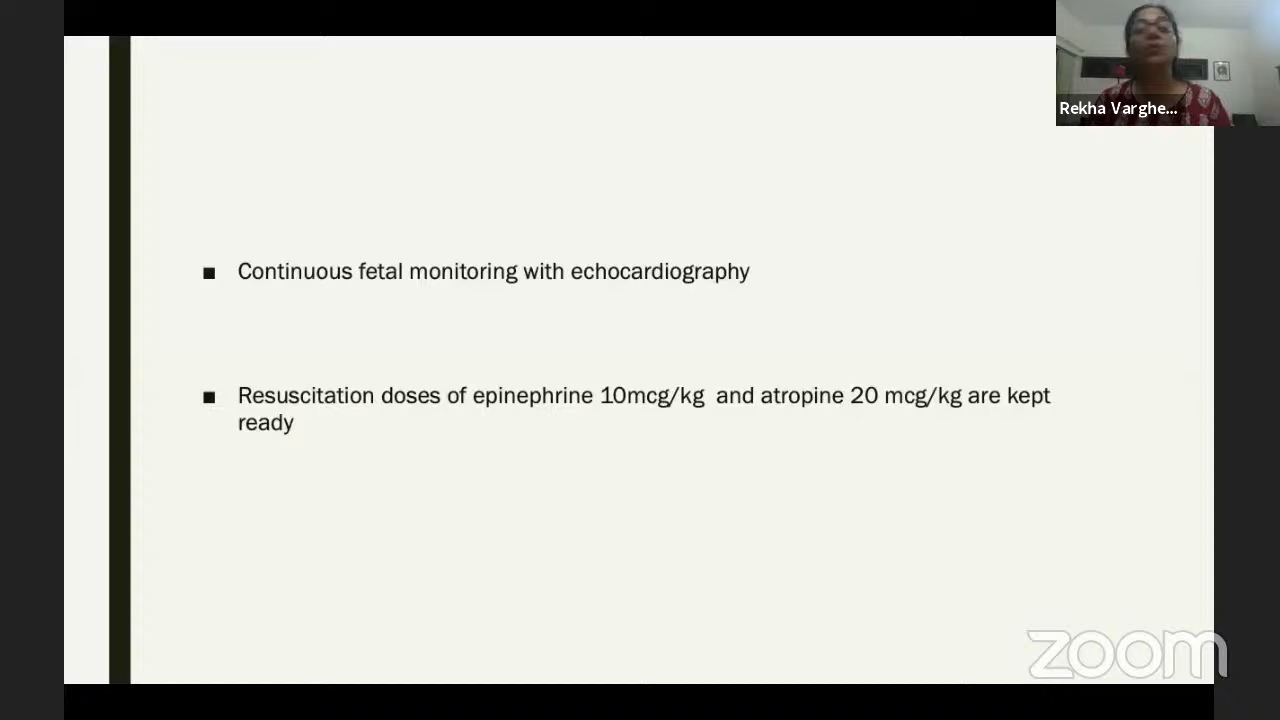 Rekha Varghe...
■ Continuous fetal monitoring with echocardiography
■ Resuscitation doses of epinephrine 10mcg/kg and atropine 20 mcg/kg are kept
ready
zoom